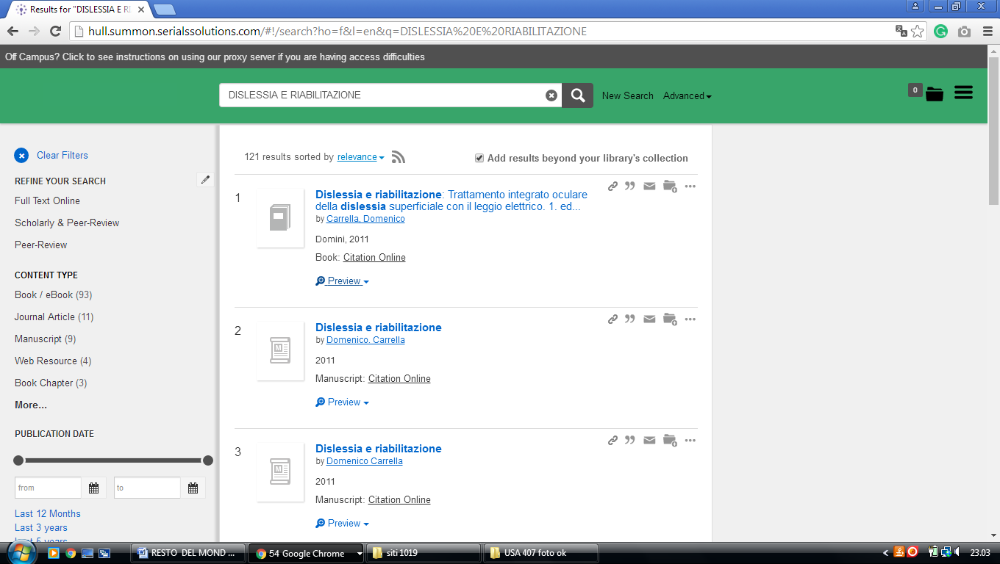 Results for "DISLESSIA E RI
hull.summon.serialssolutions.com/#!/search?ho=f&l=en&q=DISLESSIA%20E%20RIABILITAZIONE
Off Campus? Click to see instructions on using our proxy server if you are having access difficulties
DISLESSIA E RIABILITAZIONE
New Search
Advanced
0
Clear Filters
REFINE YOUR SEARCH
Full Text Online
Scholarly & Peer-Review
Peer-Review
CONTENT TYPE
Book / eBook (93)
Journal Article (11)
Manuscript (9)
Web Resource (4)
Book Chapter (3)
More...
PUBLICATION DATE
from
to
Last 12 Months
Last 3 years
Last 5 years
121 results sorted by relevance
Add results beyond your library's collection
1
Dislessia e riabilitazione: Trattamento integrato oculare
della dislessia superficiale con il leggio elettrico. 1. ed...
by Carrella, Domenico
Domini, 2011
Book: Citation Online
Preview
2
Dislessia e riabilitazione
by Domenico. Carrella
2011
Manuscript: Citation Online
Preview
3
Dislessia e riabilitazione
by Domenico Carrella
2011
Manuscript: Citation Online
Preview
RESTO DEL MOND ...
54 Google Chrome
siti 1019
USA 407 foto ok
23.03